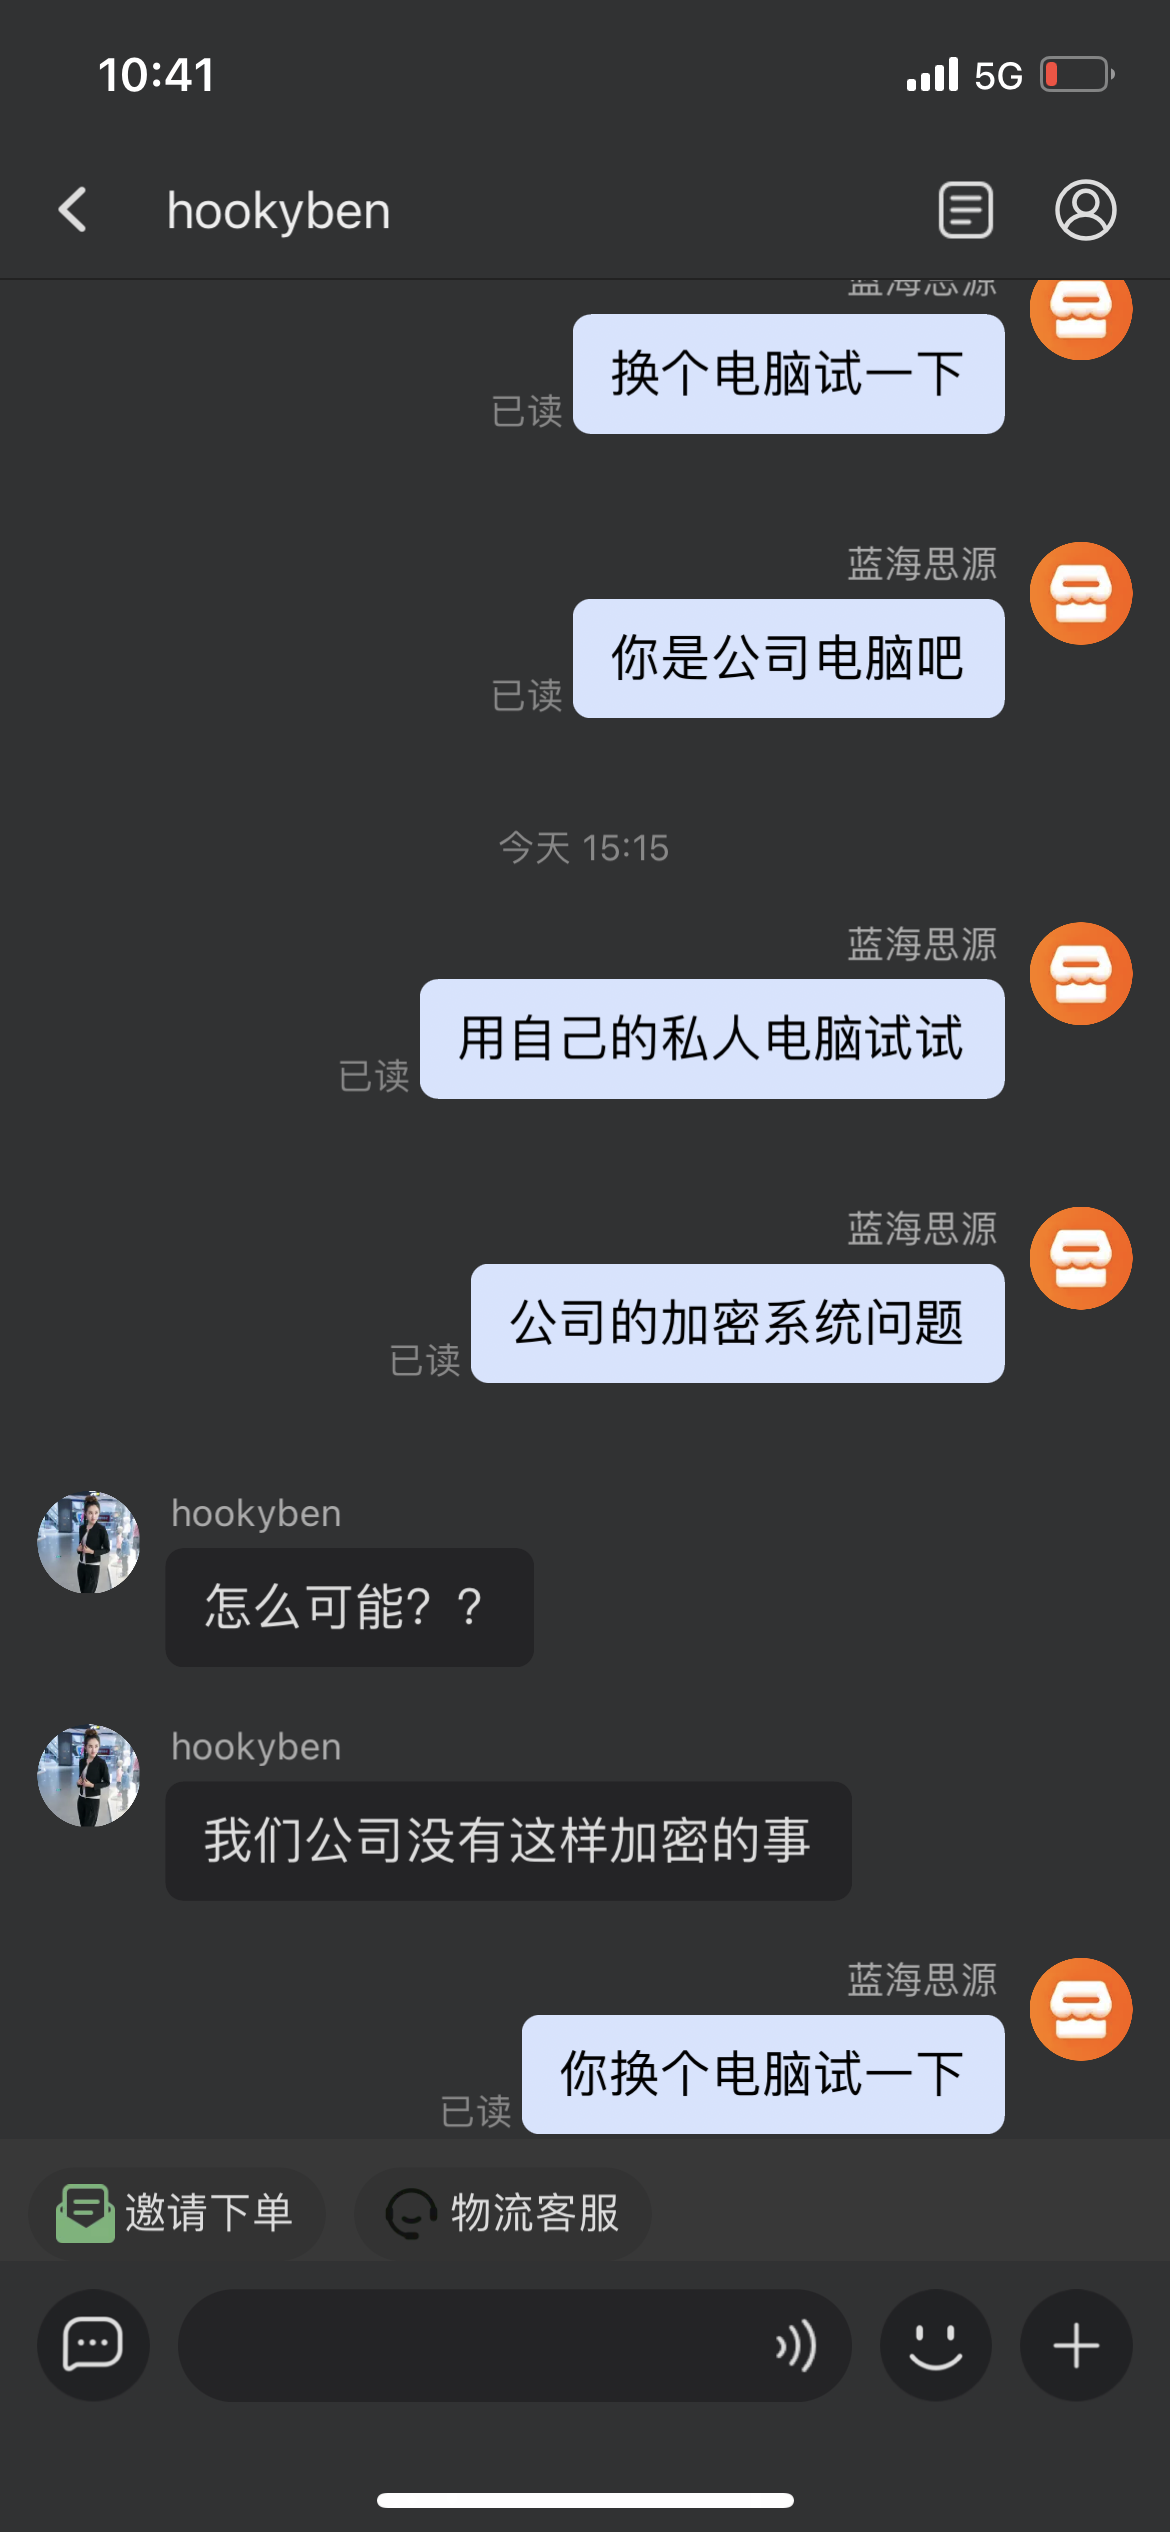 10:41
5G
hookyben
蓝海思源
换个电脑试一下
已读
蓝海思源
你是公司电脑吧
已读
今天 15:15
蓝海思源
用自己的私人电脑试试
已读
蓝海思源
公司的加密系统问题
已读
hookyben
怎么可能？？
hookyben
我们公司没有这样加密的事
蓝海思源
你换个电脑试一下
已读
邀请下单
物流客服